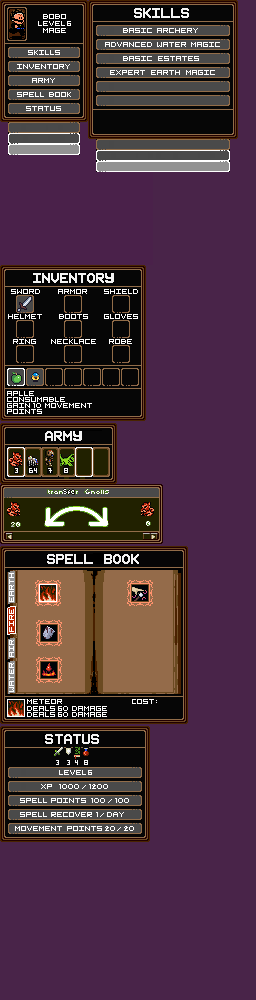 BOBO
LEVEL 6
MAGE
SKILLS
INVENTORY
ARMY
SPELL BOOK
STATUS
SKILLS
BASIC ARCHERY
ADVANCED WATER MAGIC
BASIC ESTATES
EXPERT EARTH MAGIC
INVENTORY
SWORD ARMOR SHIELD
HELMET BOOTS GLOVES
RING NECKLACE ROBE
APLLE
CONSUMABLE
GAIN 10 MOVEMENT
POINTS
ARMY
3 64 7 8
transfer Gnolls
20 0
SPELL BOOK
EARTH
FIRE
AIR
WATER
METEOR COST:
DEALS 60 DAMAGE
DEALS 60 DAMAGE
STATUS
3 3 4 8
LEVEL 6
XP 1000 / 1200
SPELL POINTS 100 / 100
SPELL RECOVER 1 / DAY
MOVEMENT POINTS 20 / 20